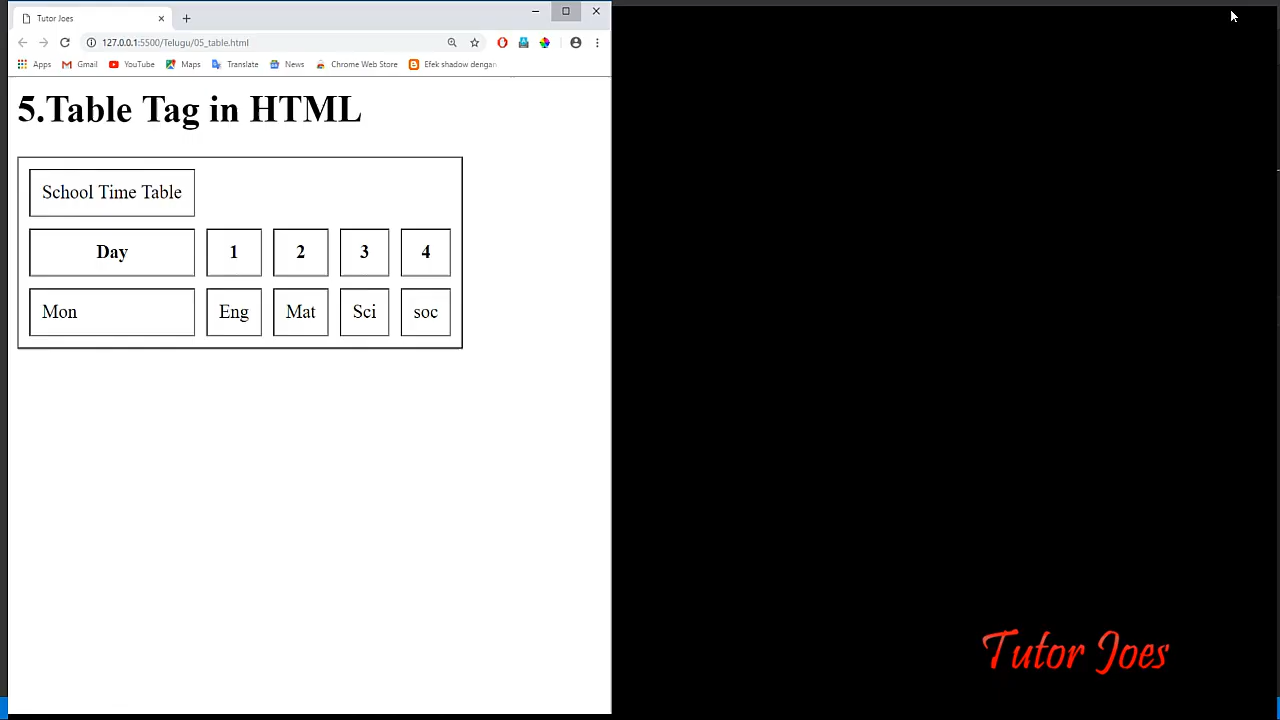 Tutor Joes
127.0.0.1:5500/Telugu/05_table.html
Apps Gmail YouTube Maps Translate News Chrome Web Store Efek shadow dengan
5.Table Tag in HTML
School Time Table
Day 1 2 3 4
Mon Eng Mat Sci soc
Tutor Joes